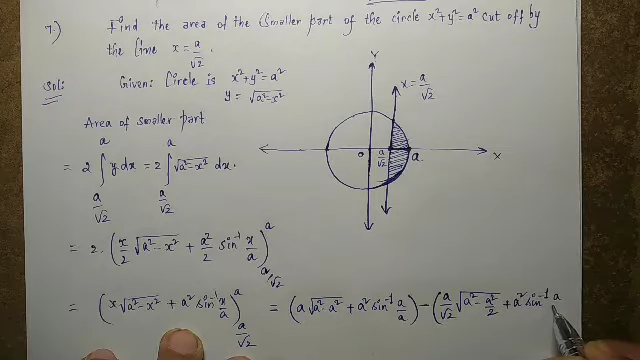 7.) Find the area of the smaller part of the circle x²+y²=a² cut off by
the line x = a/√2.
Sol: Given: Circle is x²+y²=a²
y = √(a²-x²)
Area of smaller part
= 2 ∫_{a/√2}^{a} y dx = 2 ∫_{a/√2}^{a} √(a²-x²) dx.
= 2. (x/2 √(a²-x²) + a²/2 sin⁻¹(x/a))_{a/√2}^{a}
= (x√(a²-x²) + a² sin⁻¹ x/a)_{a/√2}^{a} = (a√(a²-a²) + a² sin⁻¹ a/a) - (a/√2 √(a²-a²/2) + a² sin⁻¹ a
Y
x = a/√2
O
a/√2
a
X